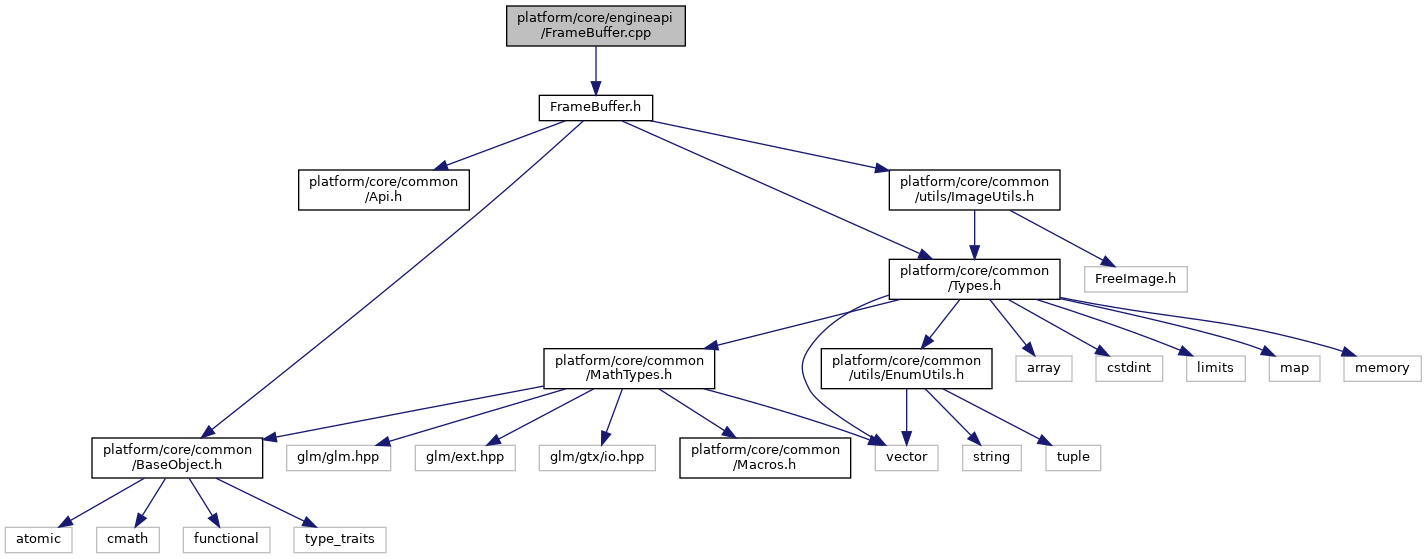 platform/core/engineapi
/FrameBuffer.cpp
FrameBuffer.h
platform/core/common
/Api.h
platform/core/common
/utils/ImageUtils.h
platform/core/common
/Types.h
FreeImage.h
platform/core/common
/MathTypes.h
platform/core/common
/utils/EnumUtils.h
array
cstdint
limits
map
memory
platform/core/common
/BaseObject.h
glm/glm.hpp
glm/ext.hpp
glm/gtx/io.hpp
platform/core/common
/Macros.h
vector
string
tuple
atomic
cmath
functional
type_traits